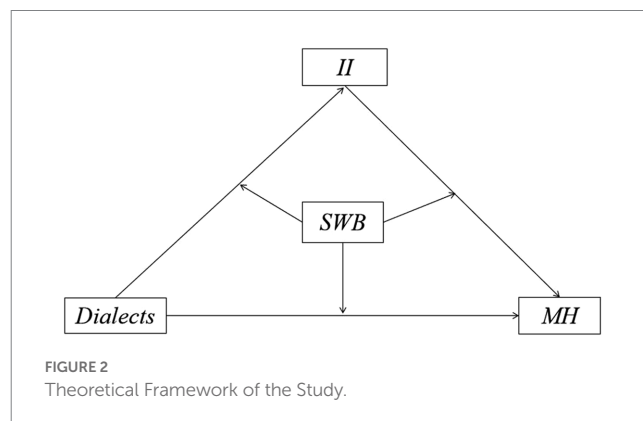 II
SWB
Dialects
MH
FIGURE 2
Theoretical Framework of the Study.